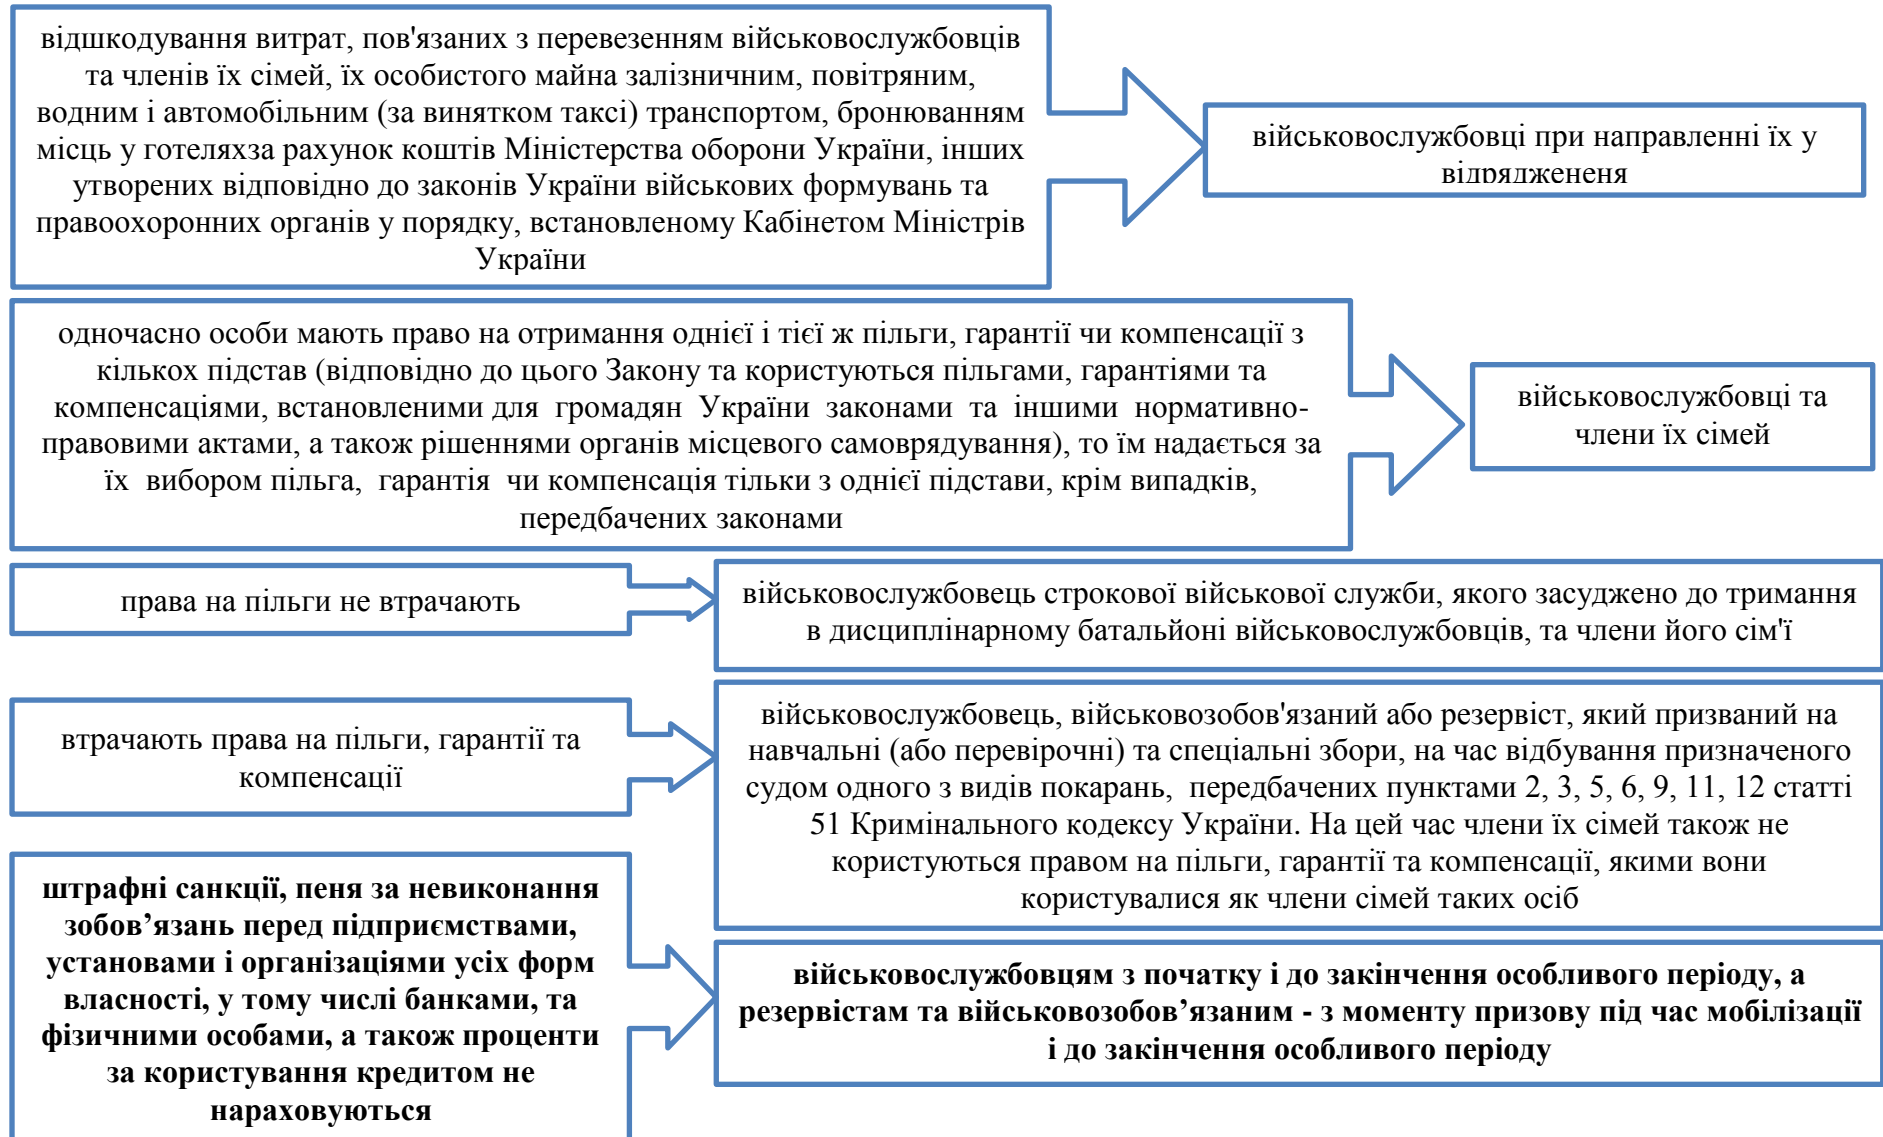 відшкодування витрат, пов'язаних з перевезенням військовослужбовців
та членів їх сімей, їх особистого майна залізничним, повітряним,
водним і автомобільним (за винятком таксі) транспортом, бронюванням
місць у готеляхза рахунок коштів Міністерства оборони України, інших
утворених відповідно до законів України військових формувань та
правоохоронних органів у порядку, встановленому Кабінетом Міністрів
України
військовослужбовці при направленні їх у
відряджененя
одночасно особи мають право на отримання однієї і тієї ж пільги, гарантії чи компенсації з
кількох підстав (відповідно до цього Закону та користуються пільгами, гарантіями та
компенсаціями, встановленими для громадян України законами та іншими нормативно-
правовими актами, а також рішеннями органів місцевого самоврядування), то їм надається за
їх вибором пільга, гарантія чи компенсація тільки з однієї підстави, крім випадків,
передбачених законами
військовослужбовці та
члени їх сімей
права на пільги не втрачають
військовослужбовець строкової військової служби, якого засуджено до тримання
в дисциплінарному батальйоні військовослужбовців, та члени його сім'ї
втрачають права на пільги, гарантії та
компенсації
військовослужбовець, військовозобов'язаний або резервіст, який призваний на
навчальні (або перевірочні) та спеціальні збори, на час відбування призначеного
судом одного з видів покарань, передбачених пунктами 2, 3, 5, 6, 9, 11, 12 статті
51 Кримінального кодексу України. На цей час члени їх сімей також не
користуються правом на пільги, гарантії та компенсації, якими вони
користувалися як члени сімей таких осіб
штрафні санкції, пеня за невиконання
зобов’язань перед підприємствами,
установами і організаціями усіх форм
власності, у тому числі банками, та
фізичними особами, а також проценти
за користування кредитом не
нараховуються
військовослужбовцям з початку і до закінчення особливого періоду, а
резервістам та військовозобов’язаним - з моменту призову під час мобілізації
і до закінчення особливого періоду